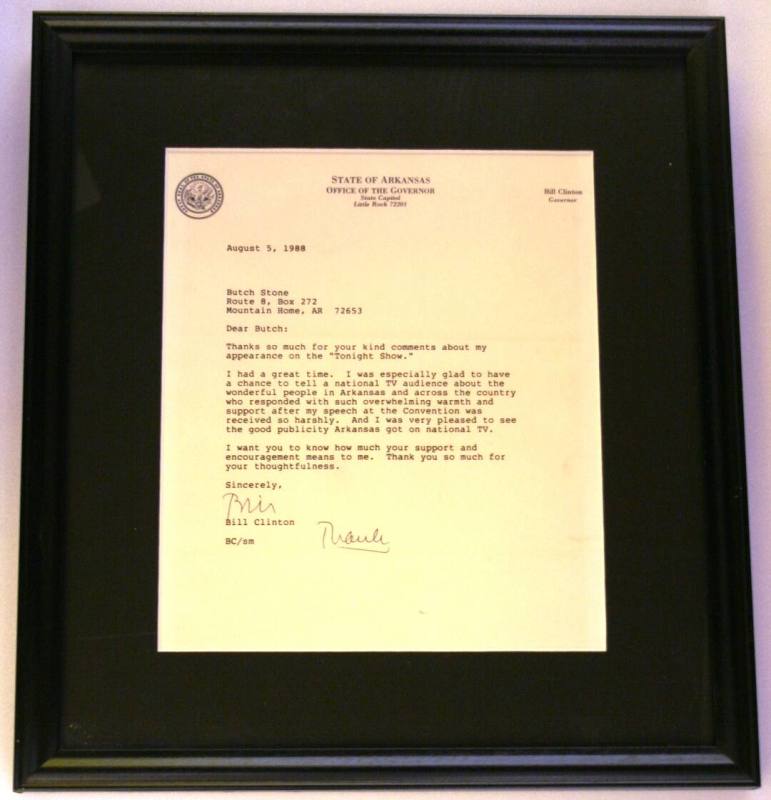 STATE OF ARKANSAS
OFFICE OF THE GOVERNOR
State Capitol
Little Rock 72201
Bill Clinton
Governor
August 5, 1988
Butch Stone
Route 8, Box 272
Mountain Home, AR 72653
Dear Butch:
Thanks so much for your kind comments about my
appearance on the "Tonight Show."
I had a great time. I was especially glad to have
a chance to tell a national TV audience about the
wonderful people in Arkansas and across the country
who responded with such overwhelming warmth and
support after my speech at the Convention was
received so harshly. And I was very pleased to see
the good publicity Arkansas got on national TV.
I want you to know how much your support and
encouragement means to me. Thank you so much for
your thoughtfulness.
Sincerely,
Bill
Bill Clinton
BC/sm
Thanks